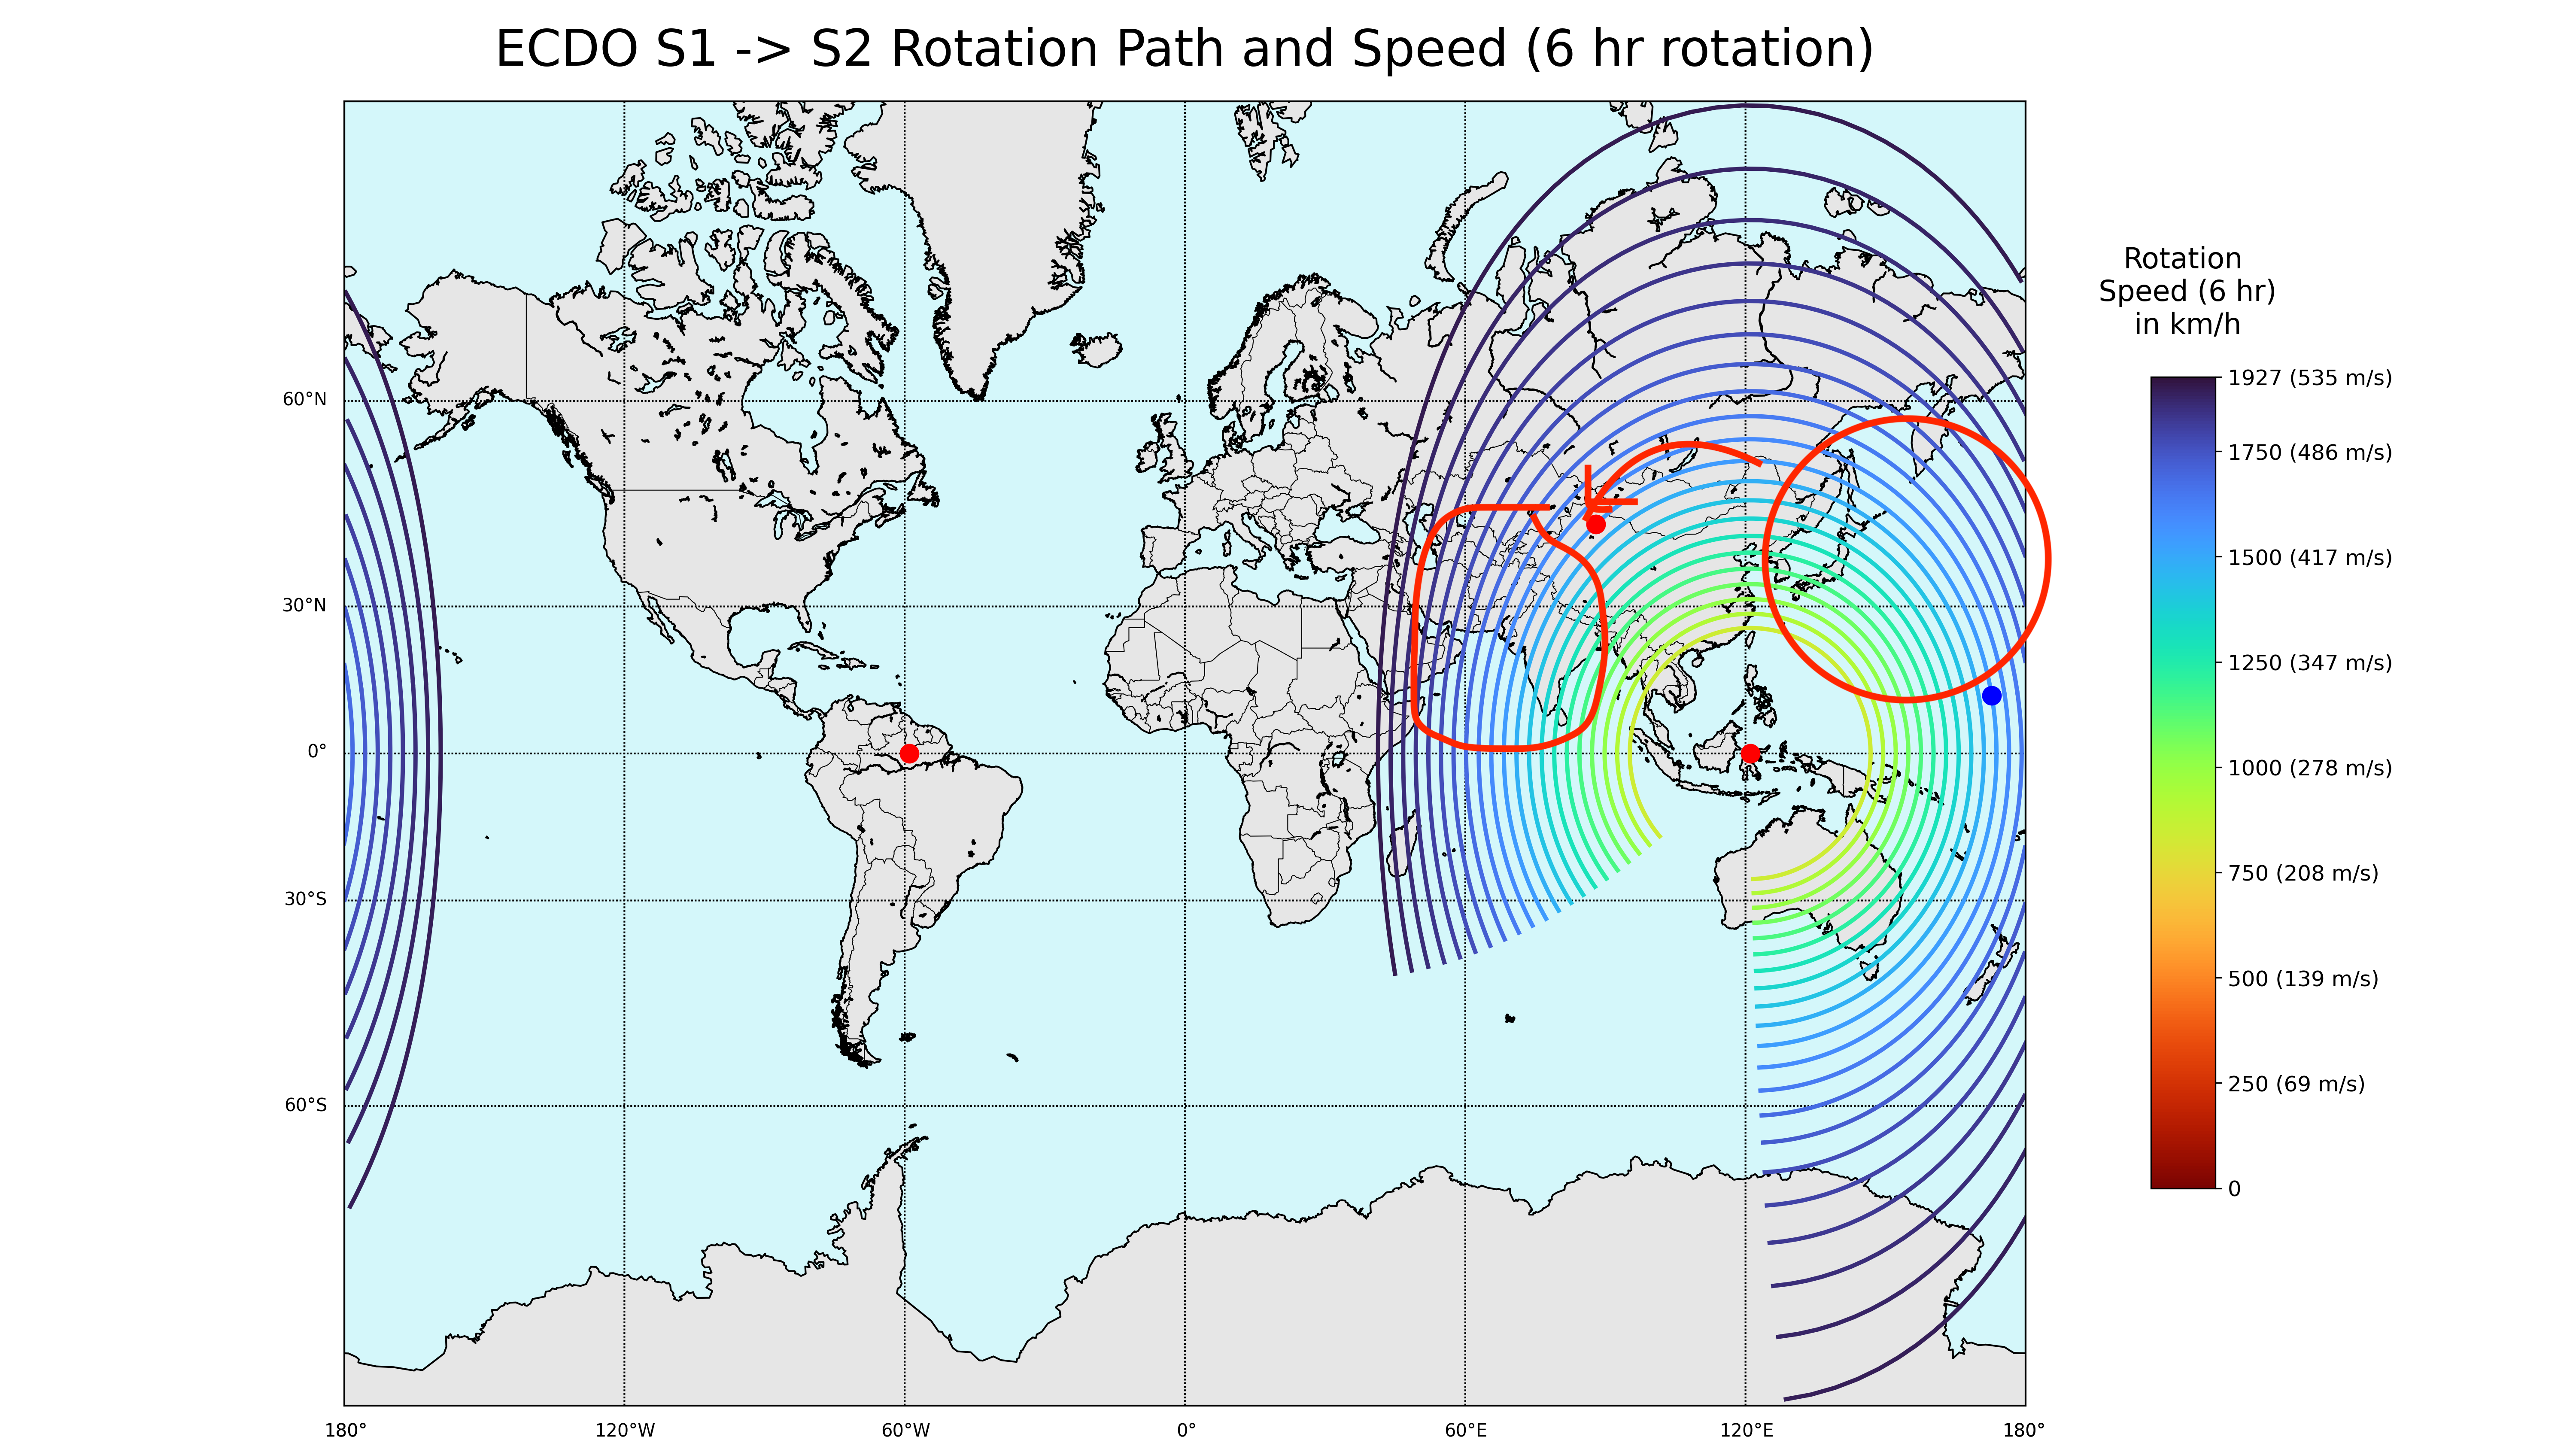 ECDO S1 -> S2 Rotation Path and Speed (6 hr rotation)
Rotation
Speed (6 hr)
in km/h
1927 (535 m/s)
1750 (486 m/s)
1500 (417 m/s)
1250 (347 m/s)
1000 (278 m/s)
750 (208 m/s)
500 (139 m/s)
250 (69 m/s)
0
60°N
30°N
0°
30°S
60°S
180°
120°W
60°W
0°
60°E
120°E
180°